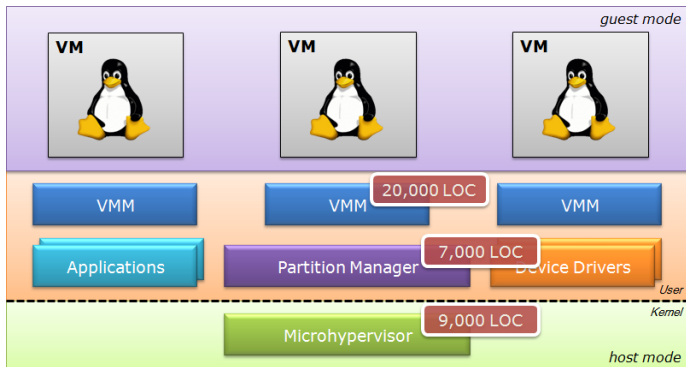 guest mode
VM
VM
VM
20,000 LOC
VMM
VMM
VMM
7,000 LOC
Applications
Partition Manager
Device Drivers
User
Kernel
9,000 LOC
Microhypervisor
host mode